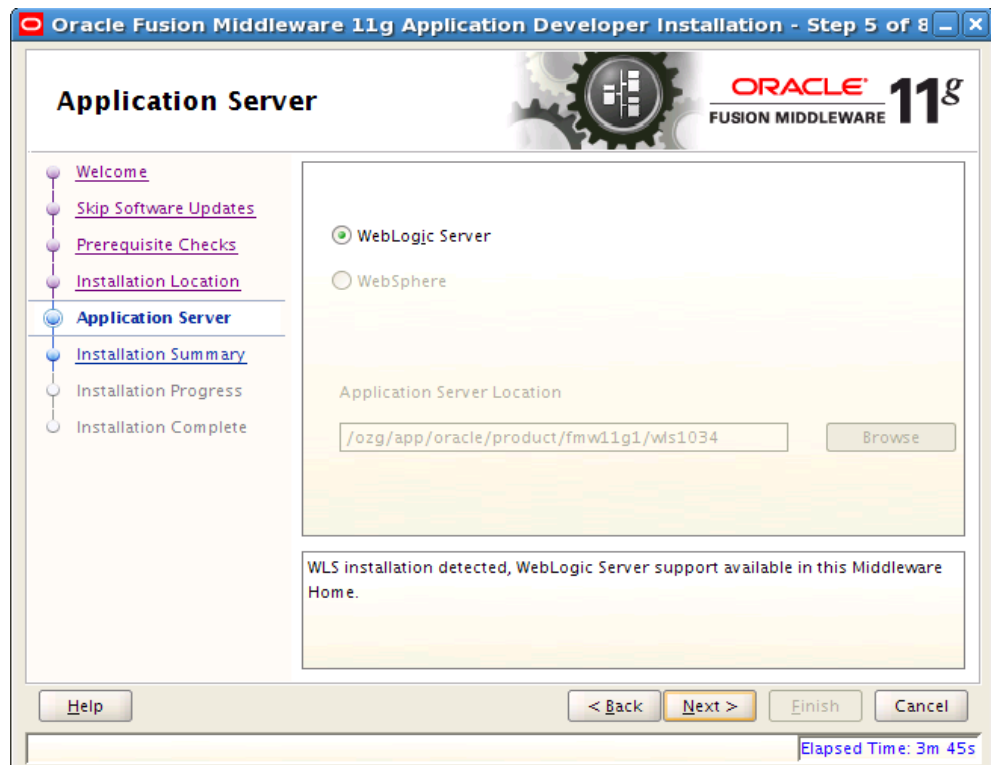 Oracle Fusion Middleware 11g Application Developer Installation - Step 5 of 8
Application Server
ORACLE
FUSION MIDDLEWARE
11g
Welcome
Skip Software Updates
Prerequisite Checks
Installation Location
Application Server
Installation Summary
Installation Progress
Installation Complete
WebLogic Server
WebSphere
Application Server Location
/ozg/app/oracle/product/fmw11g1/wls1034
Browse
WLS installation detected, WebLogic Server support available in this Middleware
Home.
Help
< Back
Next >
Finish
Cancel
Elapsed Time: 3m 45s